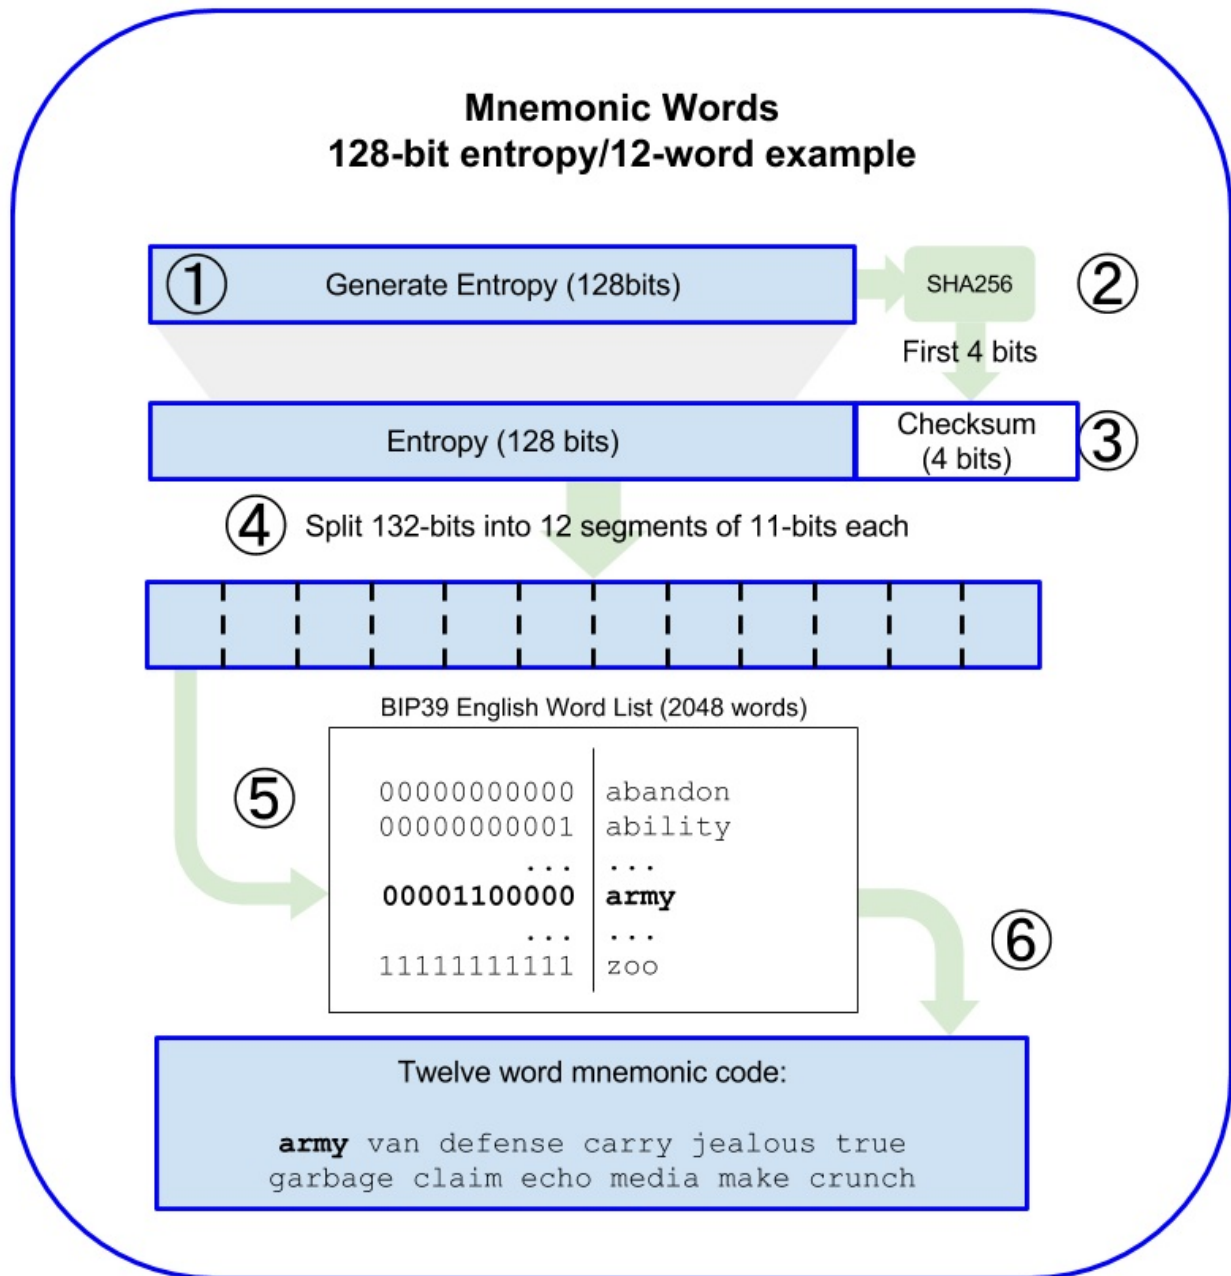 Mnemonic Words
128-bit entropy/12-word example
① Generate Entropy (128bits)
SHA256
②
First 4 bits
Entropy (128 bits)
Checksum
(4 bits)
③
④ Split 132-bits into 12 segments of 11-bits each
BIP39 English Word List (2048 words)
⑤
00000000000 abandon
00000000001 ability
... ...
00001100000 army
... ...
11111111111 zoo
⑥
Twelve word mnemonic code:
army van defense carry jealous true
garbage claim echo media make crunch